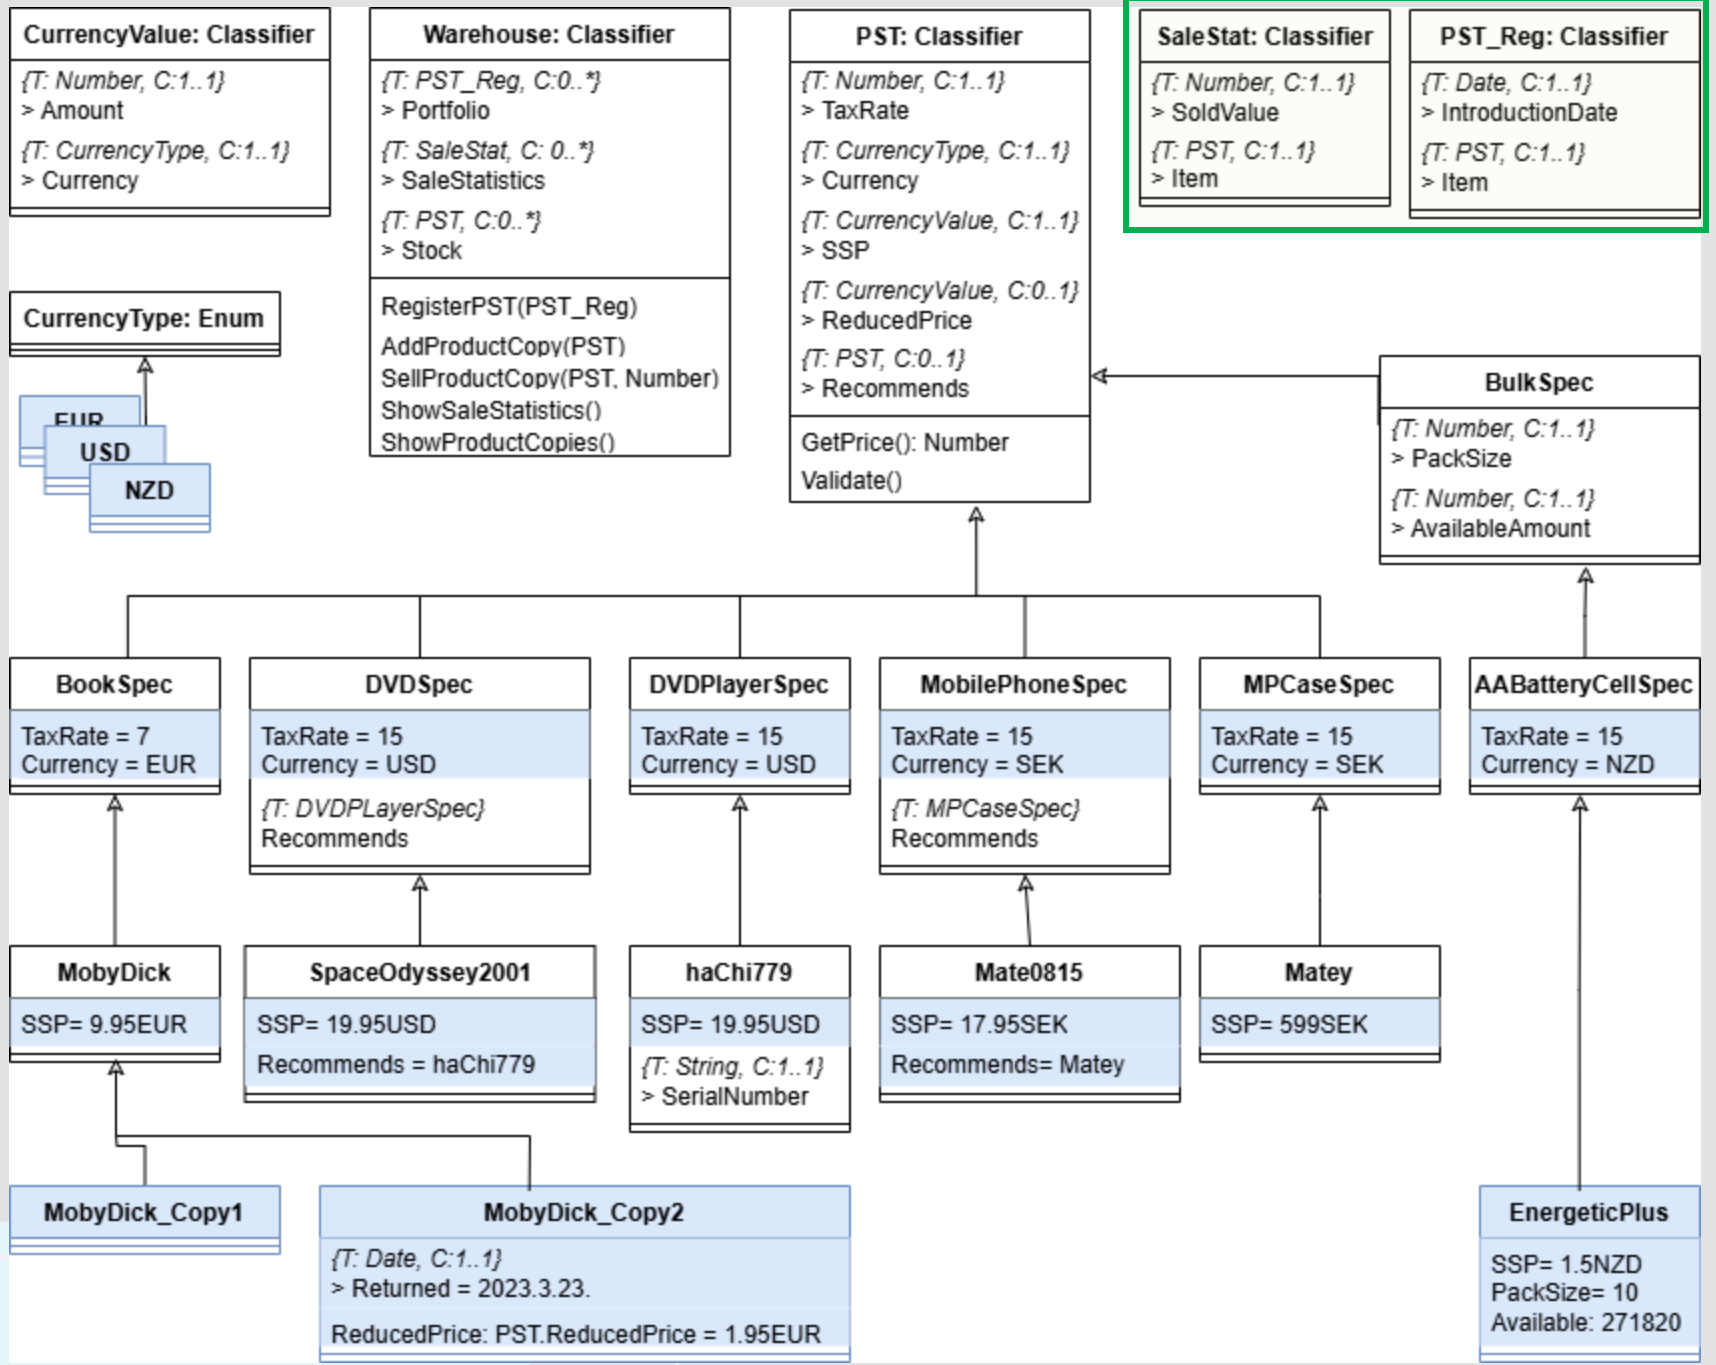 CurrencyValue: Classifier
{T: Number, C:1..1}
> Amount
{T: CurrencyType, C:1..1}
> Currency
Warehouse: Classifier
{T: PST_Reg, C:0..*}
> Portfolio
{T: SaleStat, C: 0..*}
> SaleStatistics
{T: PST, C:0..*}
> Stock
RegisterPST(PST_Reg)
AddProductCopy(PST)
SellProductCopy(PST, Number)
ShowSaleStatistics()
ShowProductCopies()
PST: Classifier
{T: Number, C:1..1}
> TaxRate
{T: CurrencyType, C:1..1}
> Currency
{T: CurrencyValue, C:1..1}
> SSP
{T: CurrencyValue, C:0..1}
> ReducedPrice
{T: PST, C:0..1}
> Recommends
GetPrice(): Number
Validate()
SaleStat: Classifier
{T: Number, C:1..1}
> SoldValue
{T: PST, C:1..1}
> Item
PST_Reg: Classifier
{T: Date, C:1..1}
> IntroductionDate
{T: PST, C:1..1}
> Item
CurrencyType: Enum
EUR
USD
NZD
BulkSpec
{T: Number, C:1..1}
> PackSize
{T: Number, C:1..1}
> AvailableAmount
BookSpec
TaxRate = 7
Currency = EUR
DVDSpec
TaxRate = 15
Currency = USD
{T: DVDPLayerSpec}
Recommends
DVDPlayerSpec
TaxRate = 15
Currency = USD
MobilePhoneSpec
TaxRate = 15
Currency = SEK
{T: MPCaseSpec}
Recommends
MPCaseSpec
TaxRate = 15
Currency = SEK
AABatteryCellSpec
TaxRate = 15
Currency = NZD
MobyDick
SSP= 9.95EUR
SpaceOdyssey2001
SSP= 19.95USD
Recommends = haChi779
haChi779
SSP= 19.95USD
{T: String, C:1..1}
> SerialNumber
Mate0815
SSP= 17.95SEK
Recommends= Matey
Matey
SSP= 599SEK
MobyDick_Copy1
MobyDick_Copy2
{T: Date, C:1..1}
> Returned = 2023.3.23.
ReducedPrice: PST.ReducedPrice = 1.95EUR
EnergeticPlus
SSP= 1.5NZD
PackSize= 10
Available: 271820